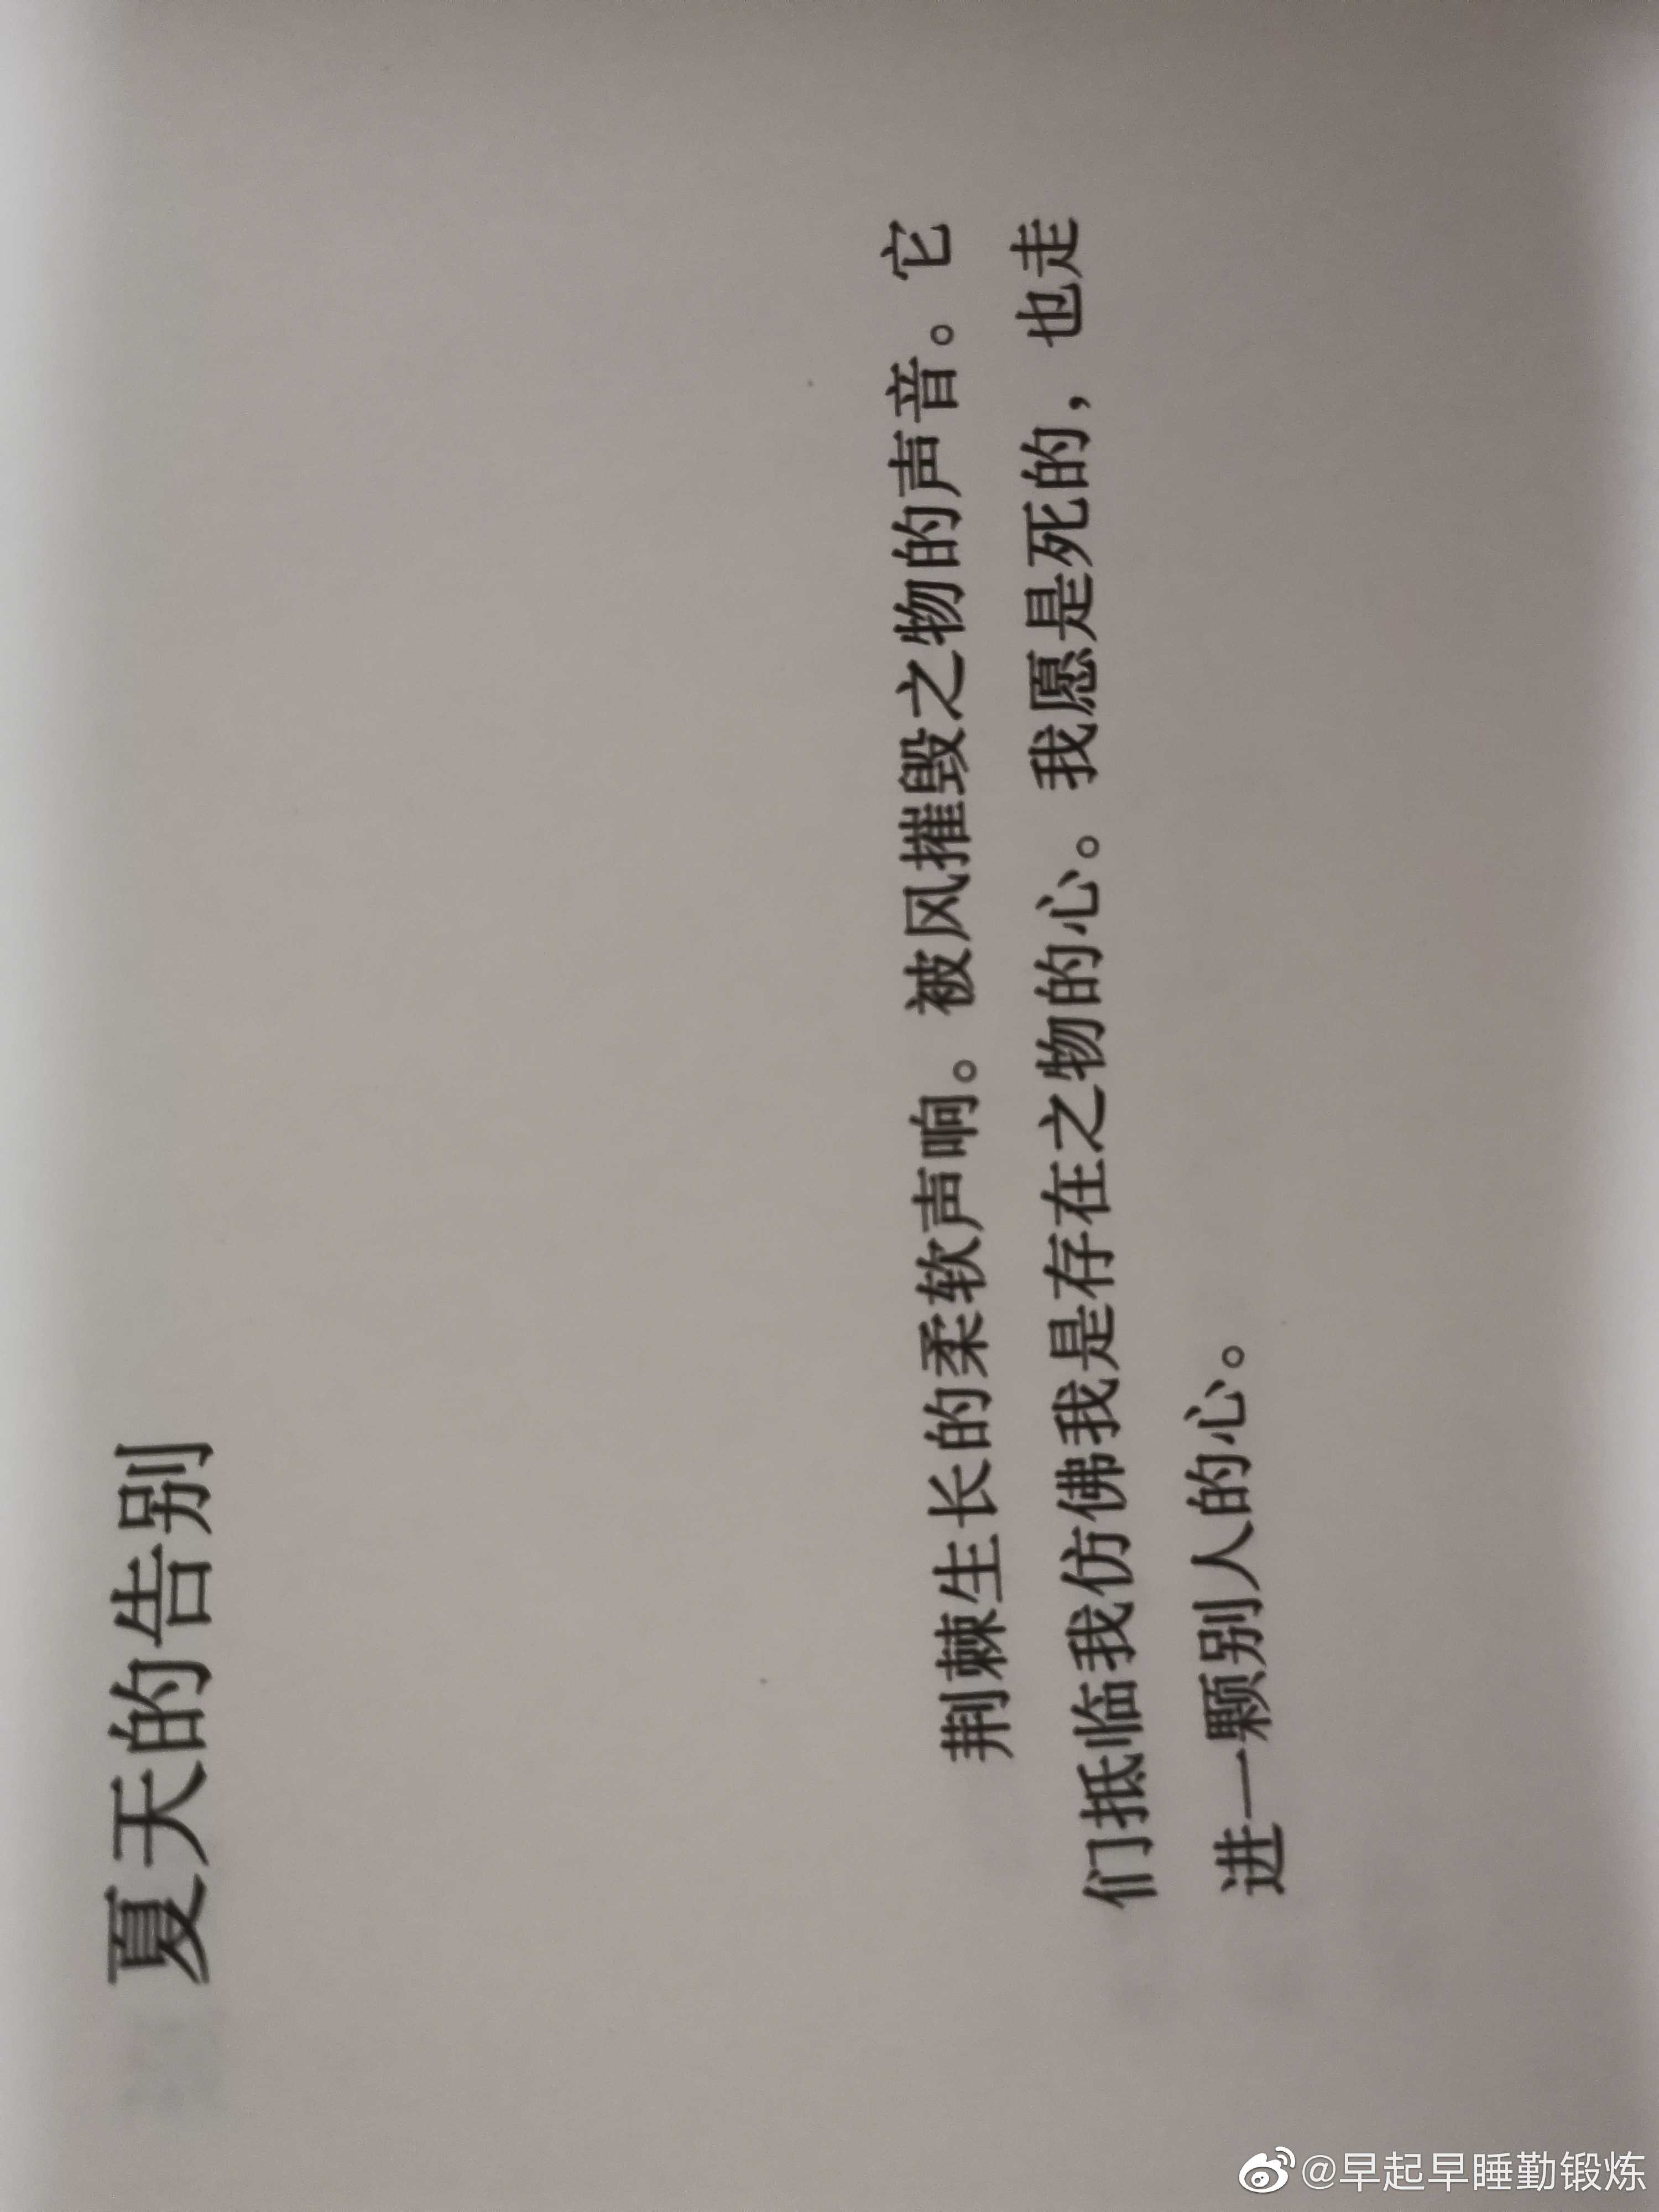 夏天的告别
荆棘生长的柔软声响。被风摧毁之物的声音。它
们抵临我仿佛我是存在之物的心。我愿是死的，也走
进一颗别人的心。
@早起早睡勤锻炼